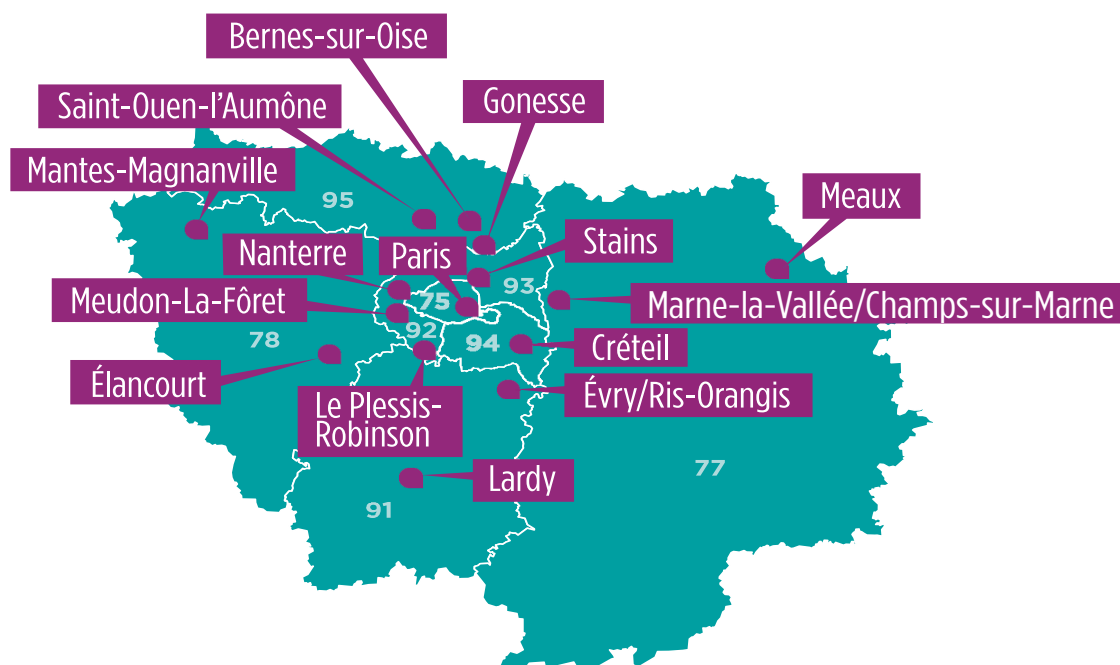 Bernes-sur-Oise
Saint-Ouen-l'Aumône
Gonesse
Mantes-Magnanville
Meaux
95
Nanterre
Paris
Stains
75
93
Meudon-La-Fôret
Marne-la-Vallée/Champs-sur-Marne
92
78
94
Créteil
Élancourt
Le Plessis-
Robinson
Évry/Ris-Orangis
77
Lardy
91